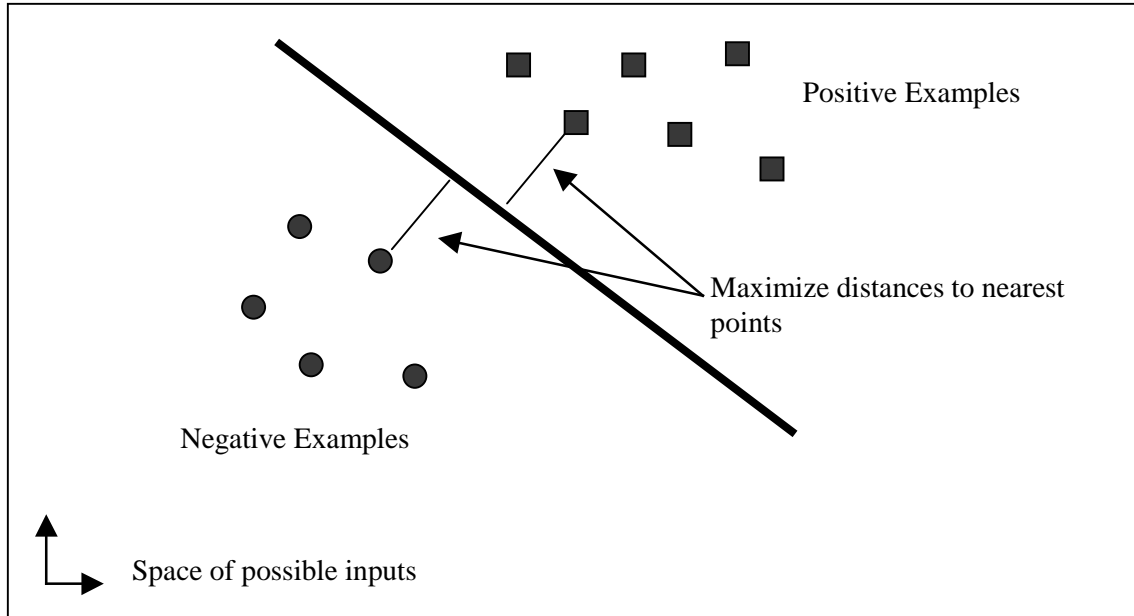 Positive Examples
Maximize distances to nearest
points
Negative Examples
Space of possible inputs